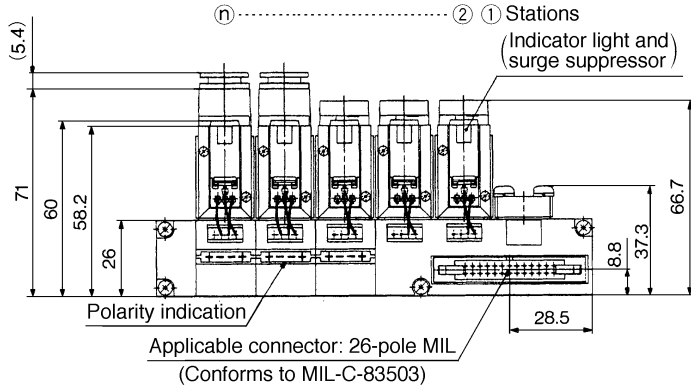 ⓝ ② ① Stations
(Indicator light and
surge suppressor)
(5.4)
71
60
58.2
26
66.7
37.3
8.8
28.5
Polarity indication
Applicable connector: 26-pole MIL
(Conforms to MIL-C-83503)